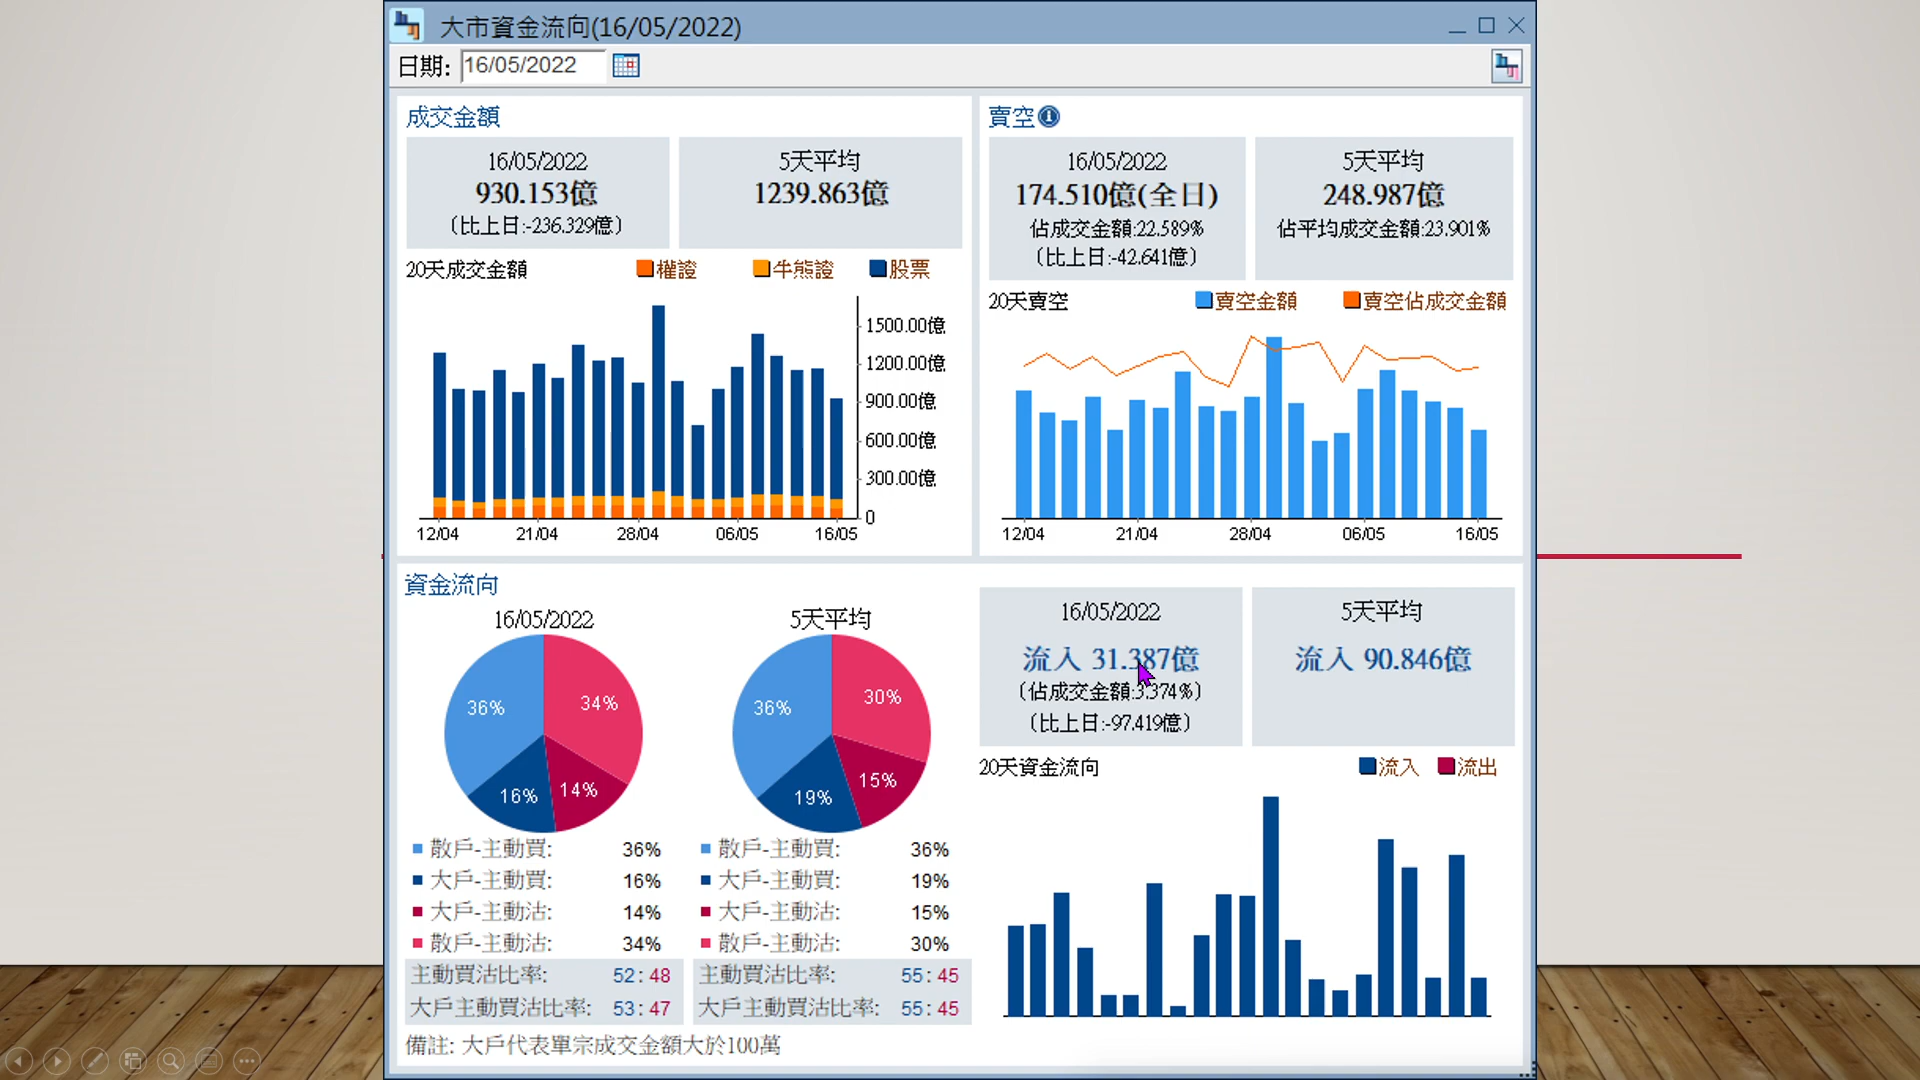 大市資金流向(16/05/2022)
日期: 16/05/2022
成交金額
16/05/2022
930.153億
(比上日:-236.329億)
5天平均
1239.863億
20天成交金額
權證
牛熊證
股票
1500.00億
1200.00億
900.00億
600.00億
300.00億
0
12/04 21/04 28/04 06/05 16/05
賣空
16/05/2022
174.510億(全日)
佔成交金額:22.589%
(比上日:-42.641億)
5天平均
248.987億
佔平均成交金額:23.901%
20天賣空
賣空金額
賣空佔成交金額
12/04 21/04 28/04 06/05 16/05
資金流向
16/05/2022
36% 34%
16% 14%
散戶-主動買: 36%
大戶-主動買: 16%
大戶-主動沽: 14%
散戶-主動沽: 34%
主動買沽比率: 52:48
大戶主動買沽比率: 53:47
5天平均
36% 30%
19% 15%
散戶-主動買: 36%
大戶-主動買: 19%
大戶-主動沽: 15%
散戶-主動沽: 30%
主動買沽比率: 55:45
大戶主動買沽比率: 55:45
備註: 大戶代表單宗成交金額大於100萬
16/05/2022
流入 31.387億
(佔成交金額:3.374%)
(比上日:-97.419億)
5天平均
流入 90.846億
20天資金流向
流入
流出